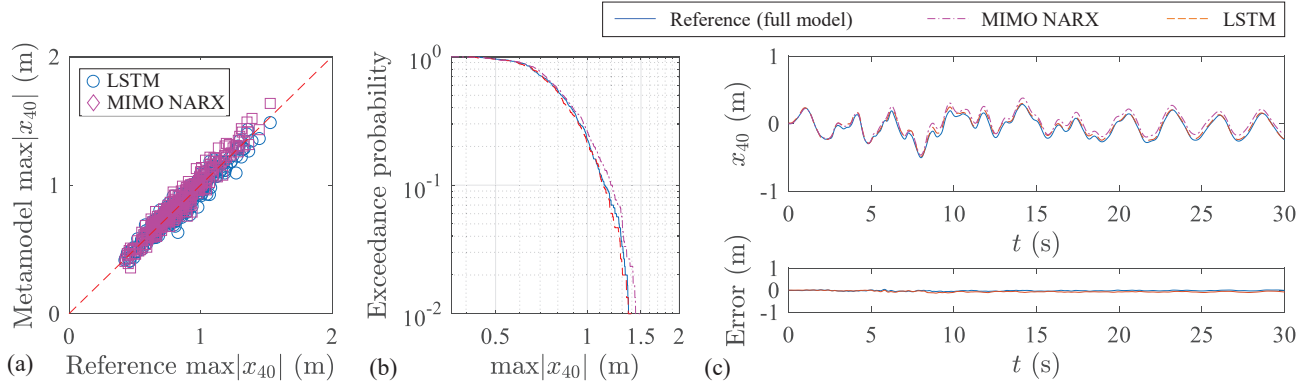 Reference (full model) MIMO NARX LSTM
Metamodel max|x₄₀| (m)
2
1
0
LSTM
MIMO NARX
0 1 2
Reference max|x₄₀| (m)
(a)
Exceedance probability
10⁰
10⁻¹
10⁻²
0.5 1 1.5 2
max|x₄₀| (m)
(b)
x₄₀ (m)
1
0
-1
0 5 10 15 20 25 30
t (s)
Error (m)
1
0
-1
0 5 10 15 20 25 30
t (s)
(c)